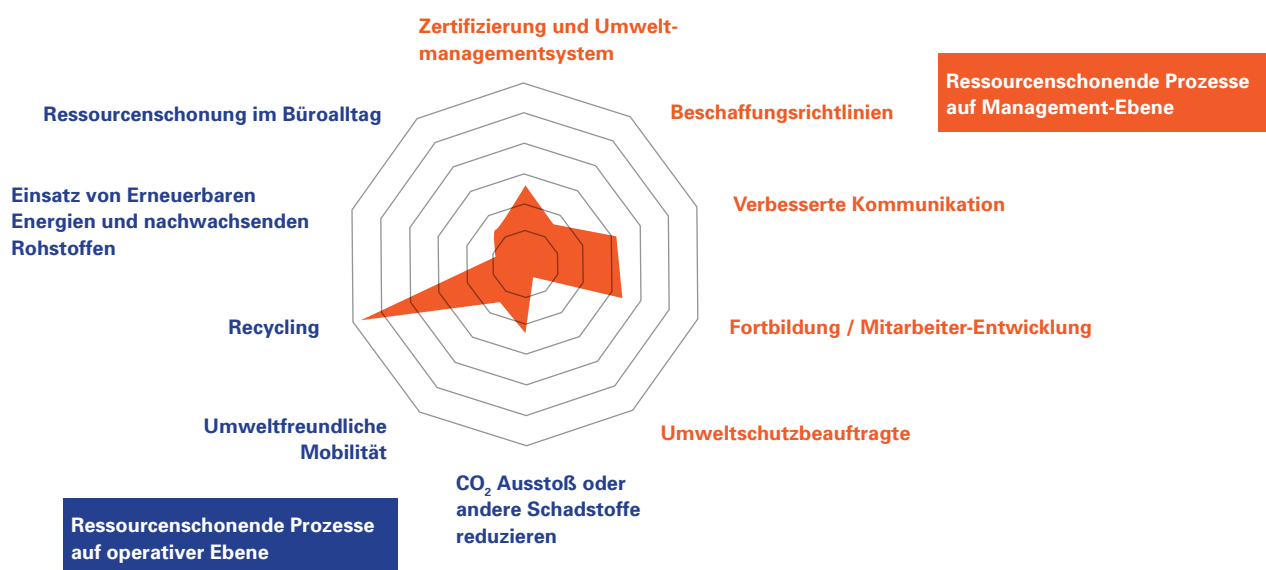 Zertifizierung und Umwelt-
managementsystem
Ressourcenschonende Prozesse
auf Management-Ebene
Beschaffungsrichtlinien
Verbesserte Kommunikation
Fortbildung / Mitarbeiter-Entwicklung
Umweltschutzbeauftragte
CO₂ Ausstoß oder
andere Schadstoffe
reduzieren
Umweltfreundliche
Mobilität
Recycling
Einsatz von Erneuerbaren
Energien und nachwachsenden
Rohstoffen
Ressourcenschonung im Büroalltag
Ressourcenschonende Prozesse
auf operativer Ebene